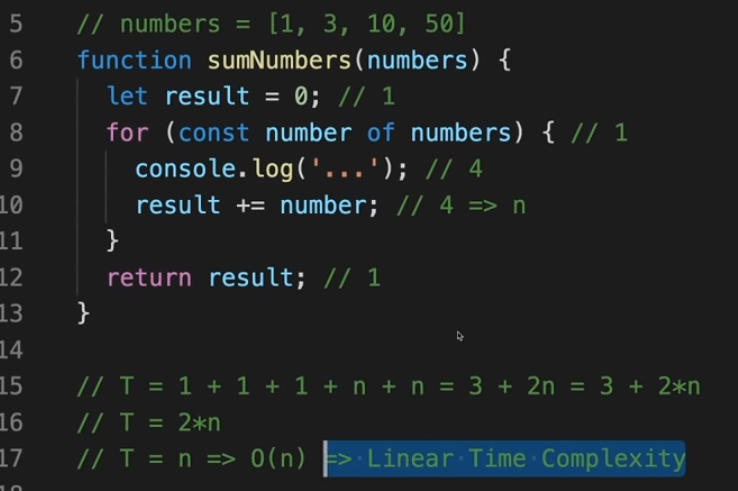 5 // numbers = [1, 3, 10, 50]
6 function sumNumbers(numbers) {
7 let result = 0; // 1
8 for (const number of numbers) { // 1
9 console.log('...'); // 4
10 result += number; // 4 => n
11 }
12 return result; // 1
13 }
14
15 // T = 1 + 1 + 1 + n + n = 3 + 2n = 3 + 2*n
16 // T = 2*n
17 // T = n => O(n) => Linear Time Complexity